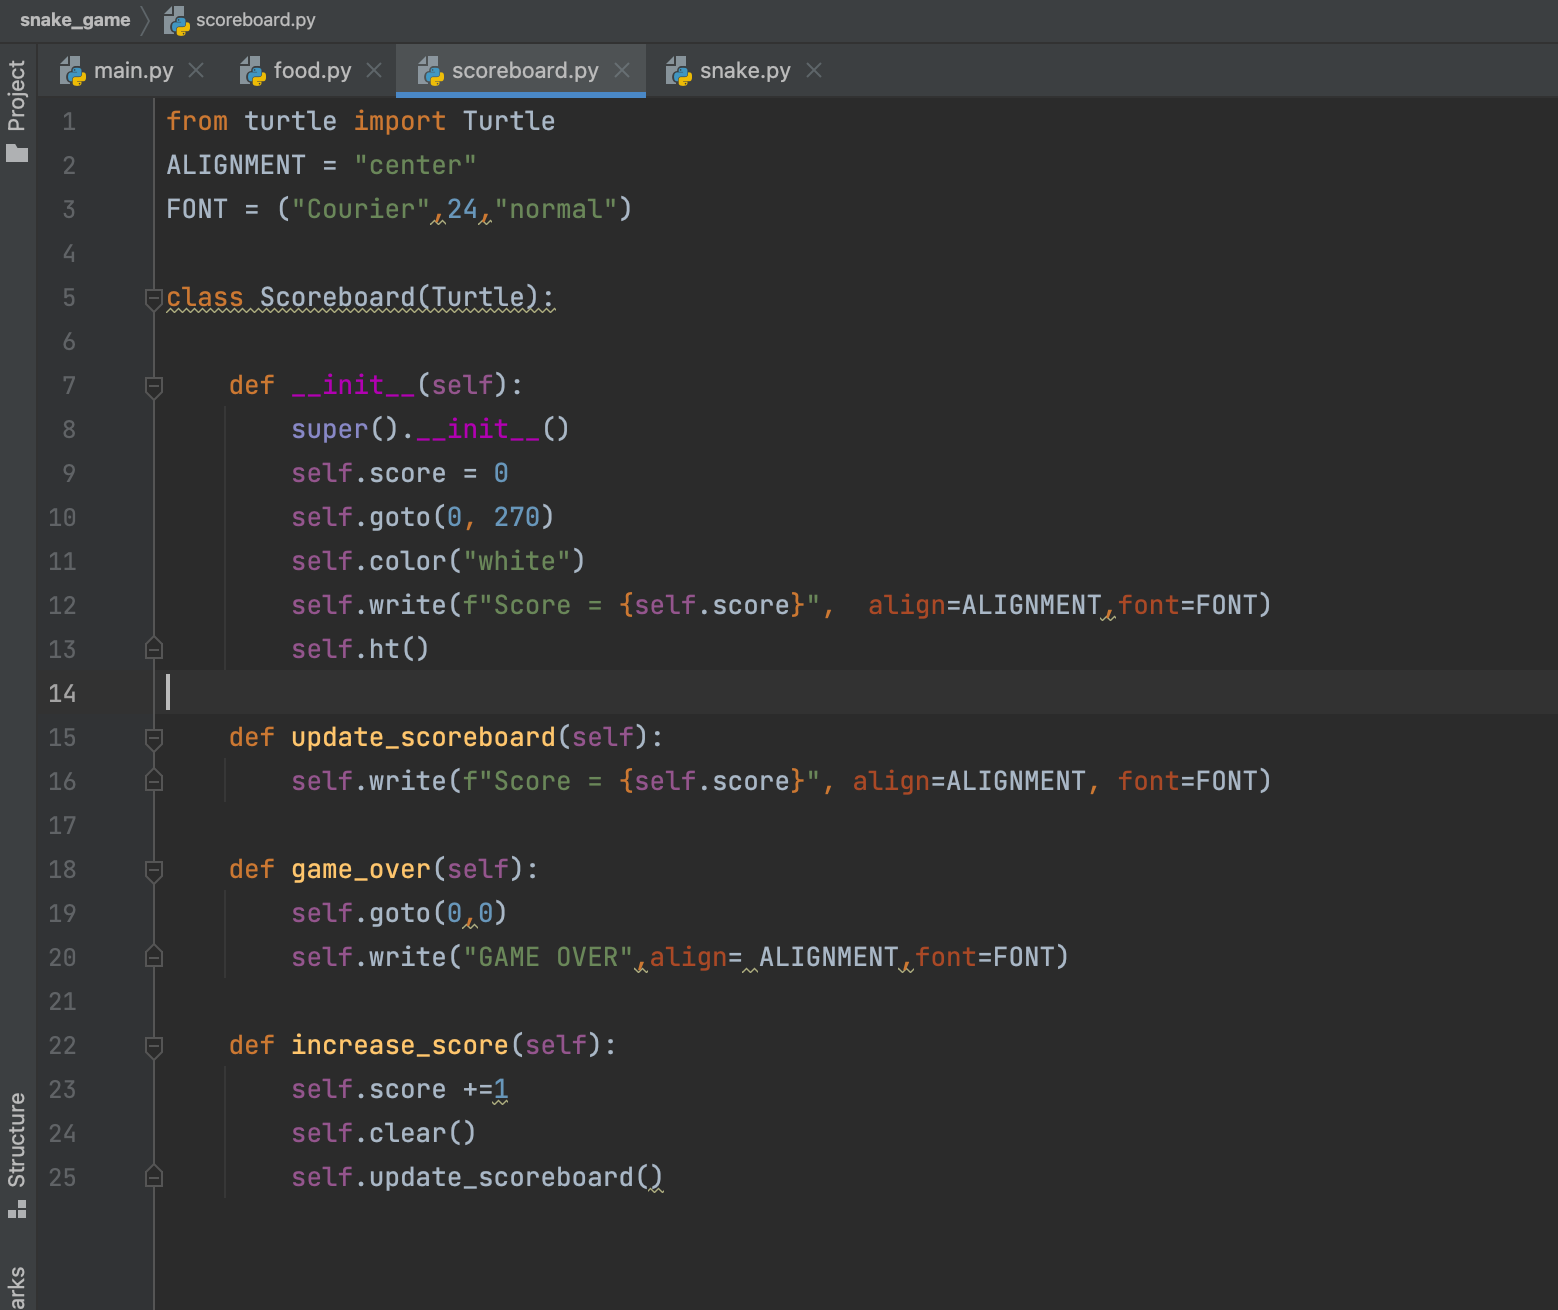 snake_game scoreboard.py
main.py food.py scoreboard.py snake.py
Project
Structure
arks
1 from turtle import Turtle
2 ALIGNMENT = "center"
3 FONT = ("Courier",24,"normal")
4
5 class Scoreboard(Turtle):
6
7     def __init__(self):
8         super().__init__()
9         self.score = 0
10         self.goto(0, 270)
11         self.color("white")
12         self.write(f"Score = {self.score}",  align=ALIGNMENT,font=FONT)
13         self.ht()
14
15     def update_scoreboard(self):
16         self.write(f"Score = {self.score}", align=ALIGNMENT, font=FONT)
17
18     def game_over(self):
19         self.goto(0,0)
20         self.write("GAME OVER",align= ALIGNMENT,font=FONT)
21
22     def increase_score(self):
23         self.score +=1
24         self.clear()
25         self.update_scoreboard()